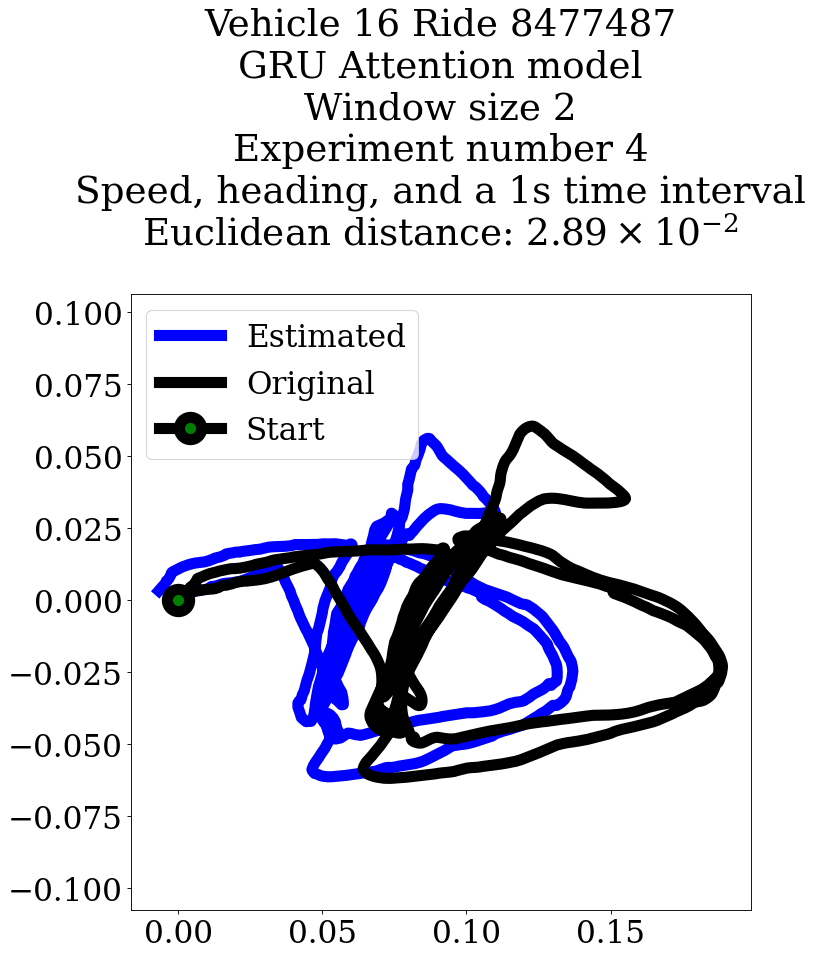 Vehicle 16 Ride 8477487
GRU Attention model
Window size 2
Experiment number 4
Speed, heading, and a 1s time interval
Euclidean distance: 2.89 × 10⁻²
0.100
0.075
0.050
0.025
0.000
−0.025
−0.050
−0.075
−0.100
Estimated
Original
Start
0.00 0.05 0.10 0.15